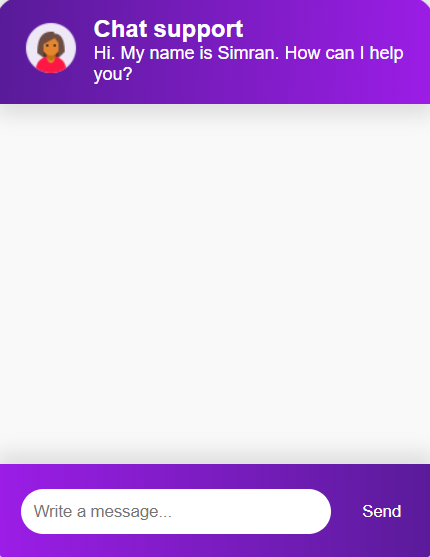 Chat support
Hi. My name is Simran. How can I help
you?
Write a message...
Send